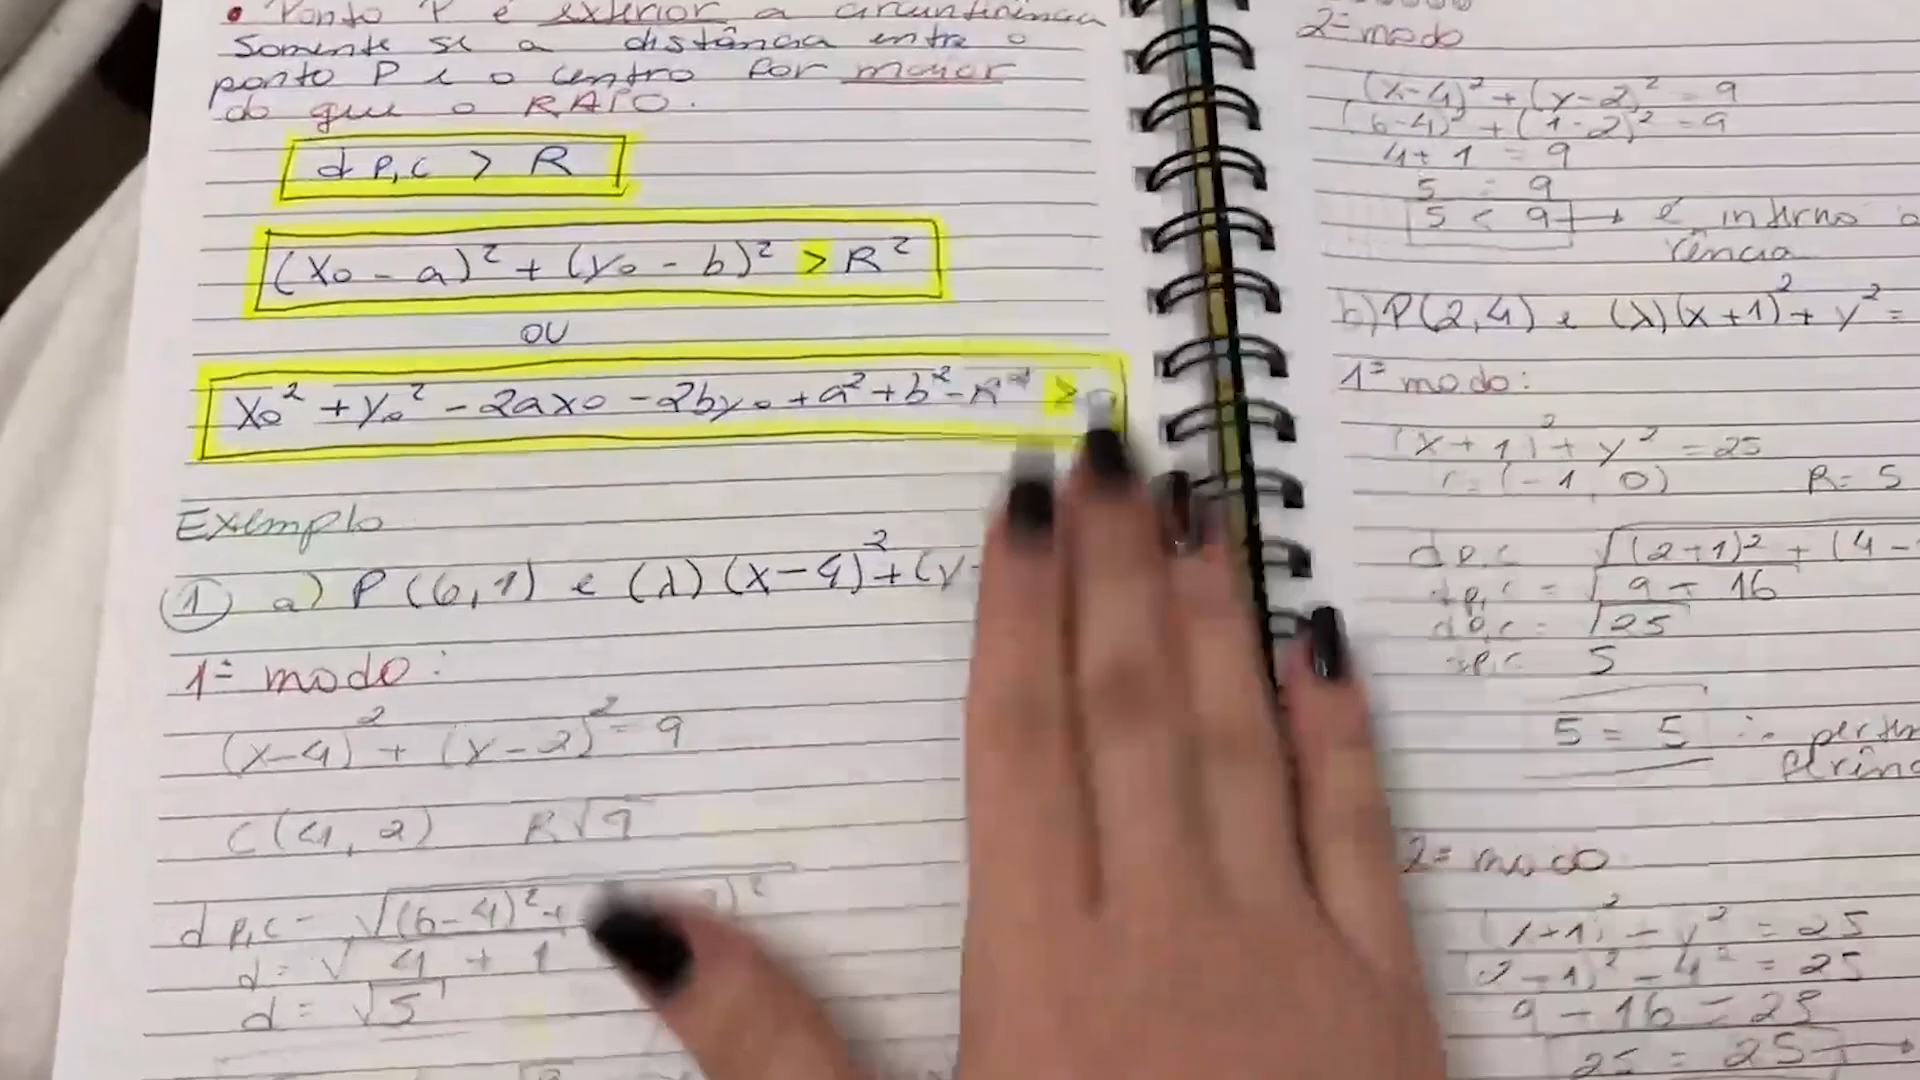 • Ponto P é exterior a circunferência
somente se a distância entre o
ponto P e o centro for maior
do que o RAIO.
d P,C > R
(x0 - a)² + (y0 - b)² > R²
OU
x0² + y0² - 2ax0 - 2by0 + a² + b² - R² >
Exemplo
① a) P (6,1) e (λ) (x-4)² + (y-
1º modo:
(x-4)² + (y-2)² = 9
C(4,2) R√9
d P,C = √(6-4)² + )²
d = √ 4 + 1
d = √5
2º modo
(x-4)² + (y-2)² = 9
(6-4)² + (1-2)² = 9
4 + 1 = 9
5 = 9
5 < 9 → é interno a
rência
b) P(2,4) e (λ)(x+1)² + y² =
1º modo:
(x+1)² + y² = 25
C = (-1, 0) R = 5
d P,C √(2+1)² + (4-
d P,C = √9 + 16
d P,C = √25
d P,C 5
5 = 5 ∴
2º modo
(x+1)² + y² = 25
(2+1)² + 4² = 25
9 + 16 = 25
25 = 25 →